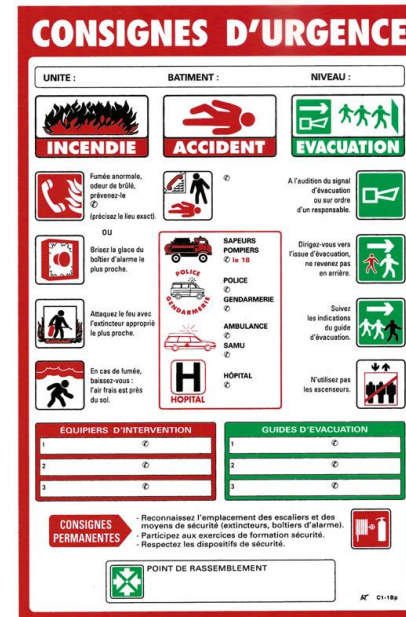 CONSIGNES D'URGENCE
UNITE :
BATIMENT :
NIVEAU :
INCENDIE
ACCIDENT
EVACUATION
Fumée anormale,
odeur de brûlé,
prévenez-le
✆
(précisez le lieu exact).
OU
Brisez la glace du
boîtier d'alarme le
plus proche.
Attaquez le feu avec
l'extincteur approprié
le plus proche.
En cas de fumée,
baissez-vous :
l'air frais est près
du sol.
✆
SAPEURS
POMPIERS
✆ le 18
POLICE
GENDARMERIE
POLICE
✆
GENDARMERIE
✆
AMBULANCE
✆
SAMU
✆
H
HOPITAL
HÔPITAL
✆
A l'audition du signal
d'évacuation
ou sur ordre
d'un responsable.
Dirigez-vous vers
l'issue d'évacuation,
ne revenez pas
en arrière.
Suivez
les indications
du guide
d'évacuation.
N'utilisez pas
les ascenseurs.
ÉQUIPIERS D'INTERVENTION
1 ✆
2 ✆
3 ✆
GUIDES D'EVACUATION
1 ✆
2 ✆
3 ✆
CONSIGNES
PERMANENTES
- Reconnaissez l'emplacement des escaliers et des
moyens de sécurité (extincteurs, boîtiers d'alarme).
- Participez aux exercices de formation sécurité.
- Respectez les dispositifs de sécurité.
POINT DE RASSEMBLEMENT
C1-1Bp